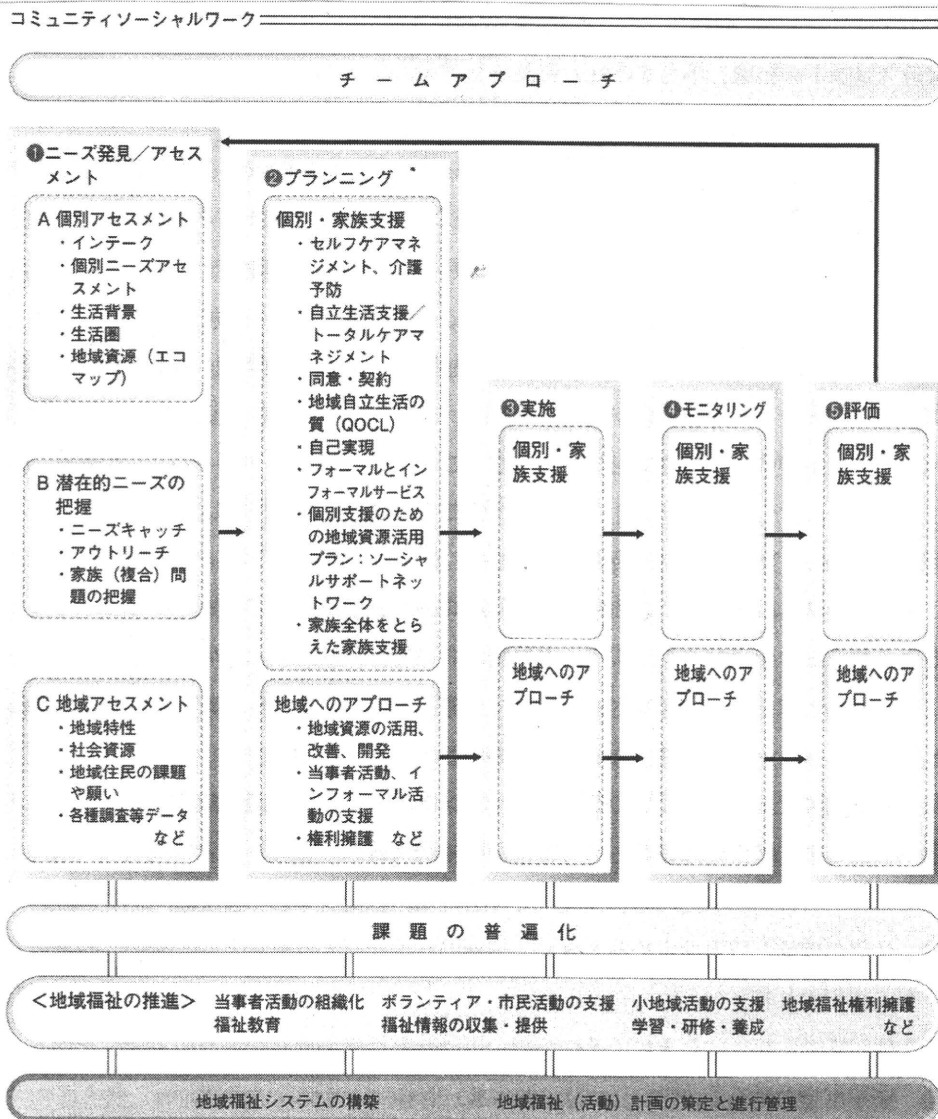 コミュニティソーシャルワーク
チームアプローチ
❶ニーズ発見／アセス
メント
A 個別アセスメント
・インテーク
・個別ニーズアセ
スメント
・生活背景
・生活圏
・地域資源（エコ
マップ）
B 潜在的ニーズの
把握
・ニーズキャッチ
・アウトリーチ
・家族（複合）問
題の把握
C 地域アセスメント
・地域特性
・社会資源
・地域住民の課題
や願い
・各種調査等データ
など
❷プランニング
個別・家族支援
・セルフケアマネ
ジメント、介護
予防
・自立生活支援／
トータルケアマ
ネジメント
・同意・契約
・地域自立生活の
質（QOCL）
・自己実現
・フォーマルとイン
フォーマルサービス
・個別支援のため
の地域資源活用
プラン：ソーシャ
ルサポートネッ
トワーク
・家族全体をとら
えた家族支援
地域へのアプローチ
・地域資源の活用、
改善、開発
・当事者活動、イ
ンフォーマル活
動の支援
・権利擁護　など
❸実施
個別・家
族支援
地域へのア
プローチ
❹モニタリング
個別・家
族支援
地域へのア
プローチ
❺評価
個別・家
族支援
地域へのア
プローチ
課題の普遍化
＜地域福祉の推進＞　当事者活動の組織化　ボランティア・市民活動の支援　小地域活動の支援　地域福祉権利擁護
福祉教育　福祉情報の収集・提供　学習・研修・養成　など
地域福祉システムの構築　地域福祉（活動）計画の策定と進行管理